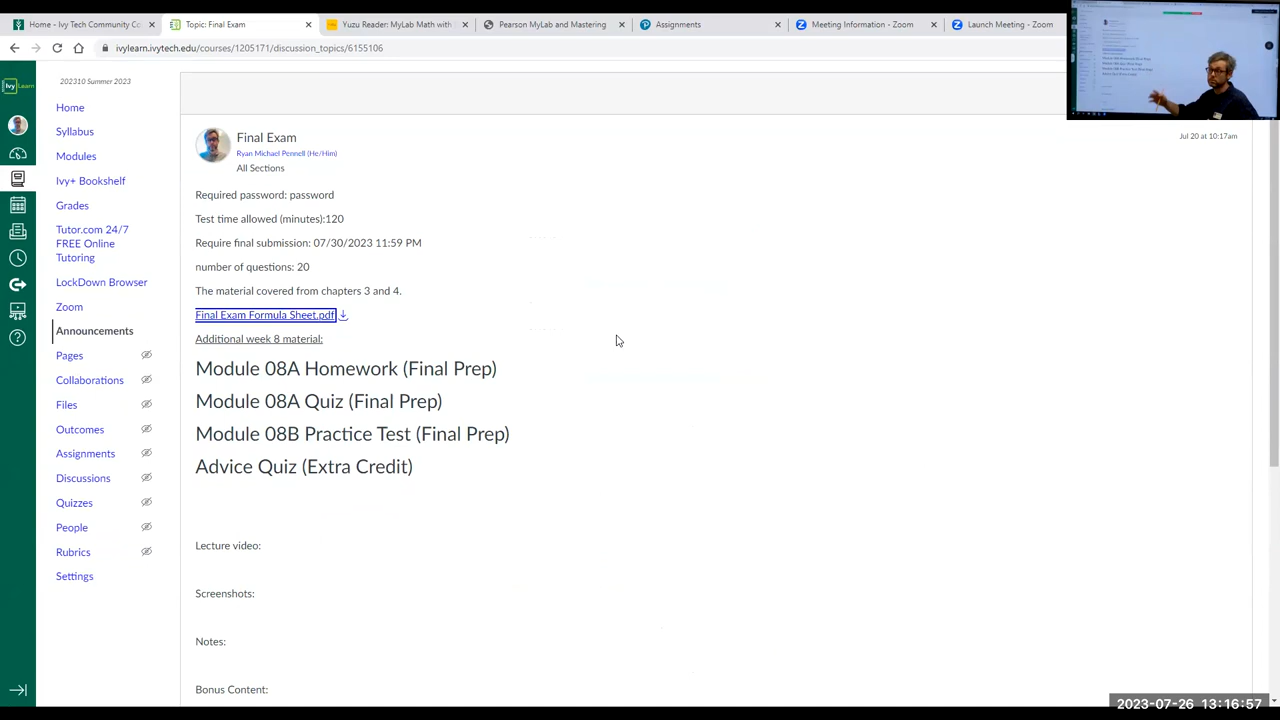 Home - Ivy Tech Community Co
Topic: Final Exam
Yuzu Reader: MyLab Math with
Pearson MyLab and Mastering
Assignments
Meeting Information - Zoom
Launch Meeting - Zoom
ivylearn.ivytech.edu/courses/1205171/discussion_topics/6155108
IvyLearn
202310 Summer 2023
Home
Syllabus
Modules
Ivy+ Bookshelf
Grades
Tutor.com 24/7
FREE Online
Tutoring
LockDown Browser
Zoom
Announcements
Pages
Collaborations
Files
Outcomes
Assignments
Discussions
Quizzes
People
Rubrics
Settings
Final Exam
Ryan Michael Pennell (He/Him)
All Sections
Jul 20 at 10:17am
Required password: password
Test time allowed (minutes):120
Require final submission: 07/30/2023 11:59 PM
number of questions: 20
The material covered from chapters 3 and 4.
Final Exam Formula Sheet.pdf
Additional week 8 material:
Module 08A Homework (Final Prep)
Module 08A Quiz (Final Prep)
Module 08B Practice Test (Final Prep)
Advice Quiz (Extra Credit)
Lecture video:
Screenshots:
Notes:
Bonus Content:
2023-07-26 13:16:57